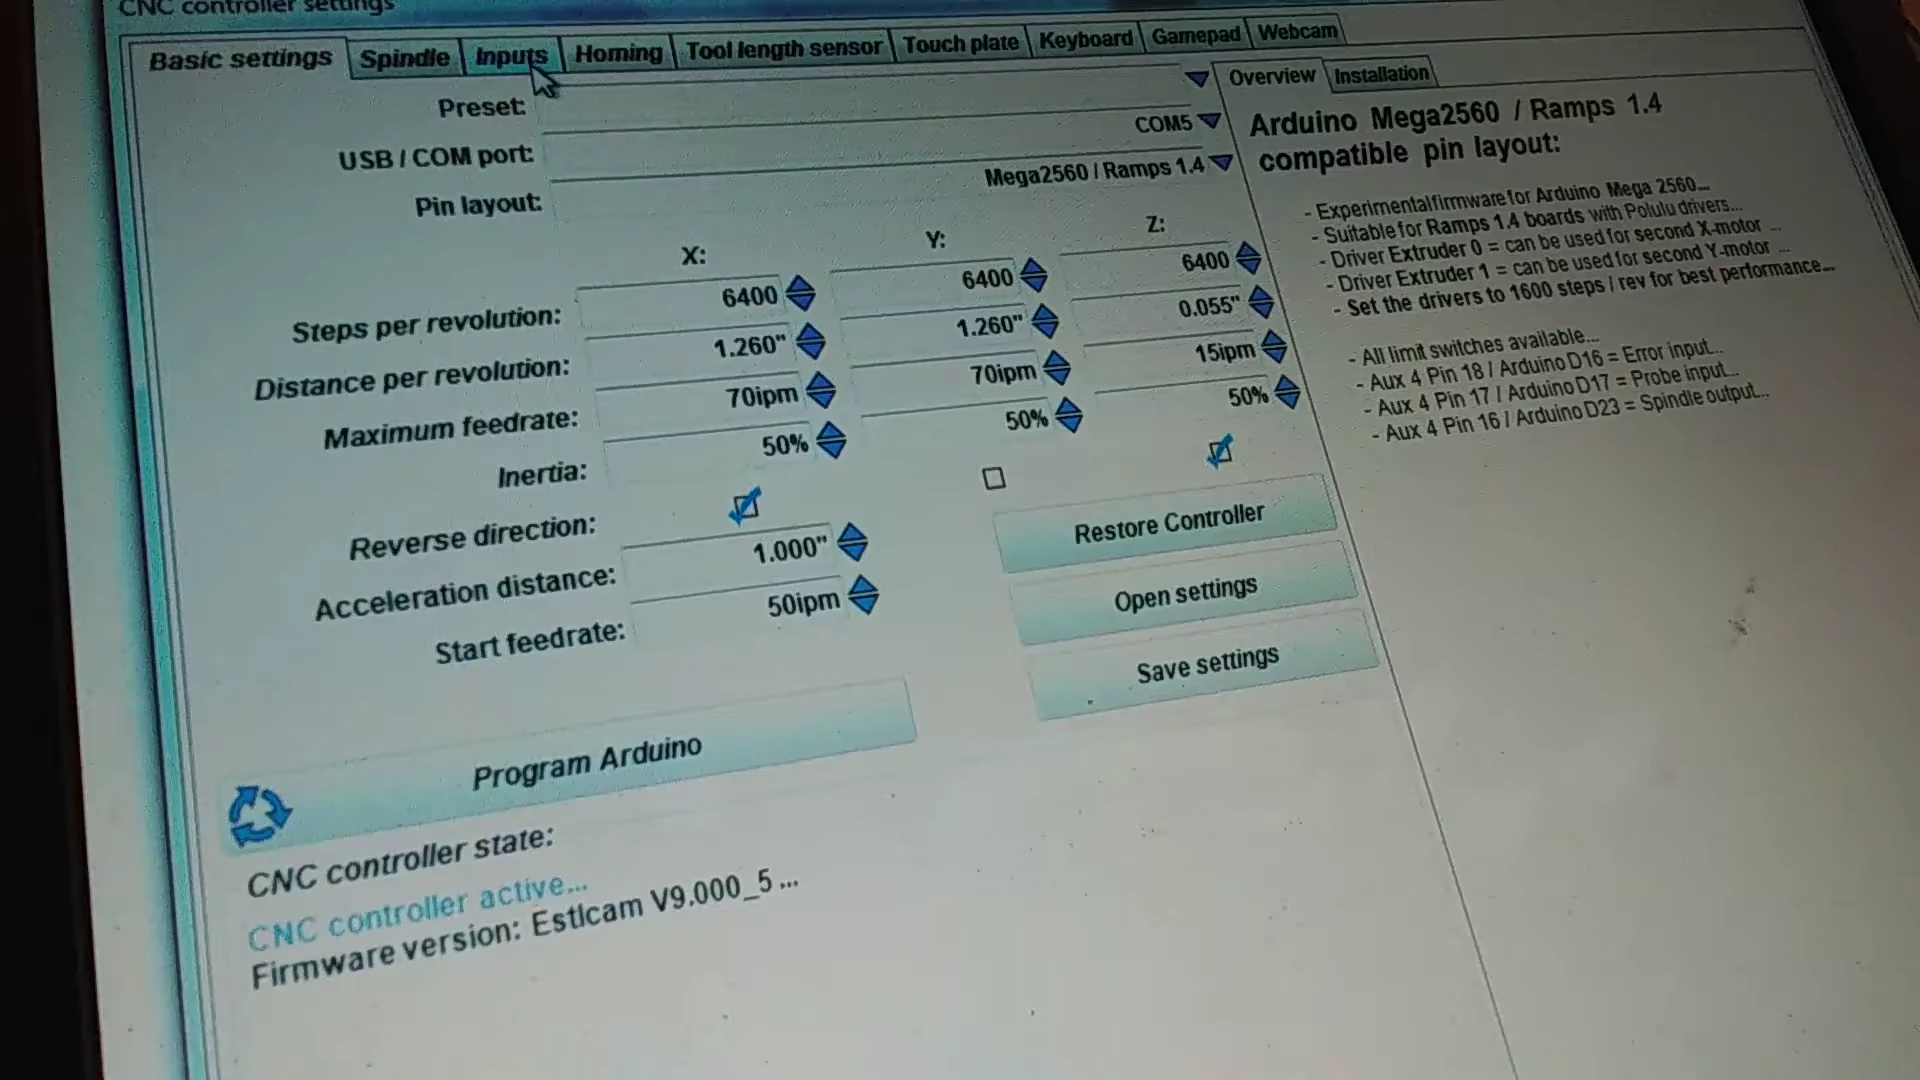 CNC controller settings
Basic settings
Spindle
Inputs
Homing
Tool length sensor
Touch plate
Keyboard
Gamepad
Webcam
Preset:
USB / COM port:
COM5
Pin layout:
Mega2560 / Ramps 1.4
X:
Y:
Z:
Steps per revolution:
6400
6400
6400
Distance per revolution:
1.260"
1.260"
0.055"
Maximum feedrate:
70ipm
70ipm
15ipm
Inertia:
50%
50%
50%
Reverse direction:
Acceleration distance:
1.000"
Start feedrate:
50ipm
Restore Controller
Open settings
Save settings
Program Arduino
CNC controller state:
CNC controller active...
Firmware version: Estlcam V9.000_5 ...
Overview
Installation
Arduino Mega2560 / Ramps 1.4
compatible pin layout:
- Experimental firmware for Arduino Mega 2560...
- Suitable for Ramps 1.4 boards with Polulu drivers...
- Driver Extruder 0 = can be used for second X-motor ...
- Driver Extruder 1 = can be used for second Y-motor ...
- Set the drivers to 1600 steps / rev for best performance...
- All limit switches available...
- Aux 4 Pin 18 / Arduino D16 = Error input...
- Aux 4 Pin 17 / Arduino D17 = Probe input...
- Aux 4 Pin 16 / Arduino D23 = Spindle output...